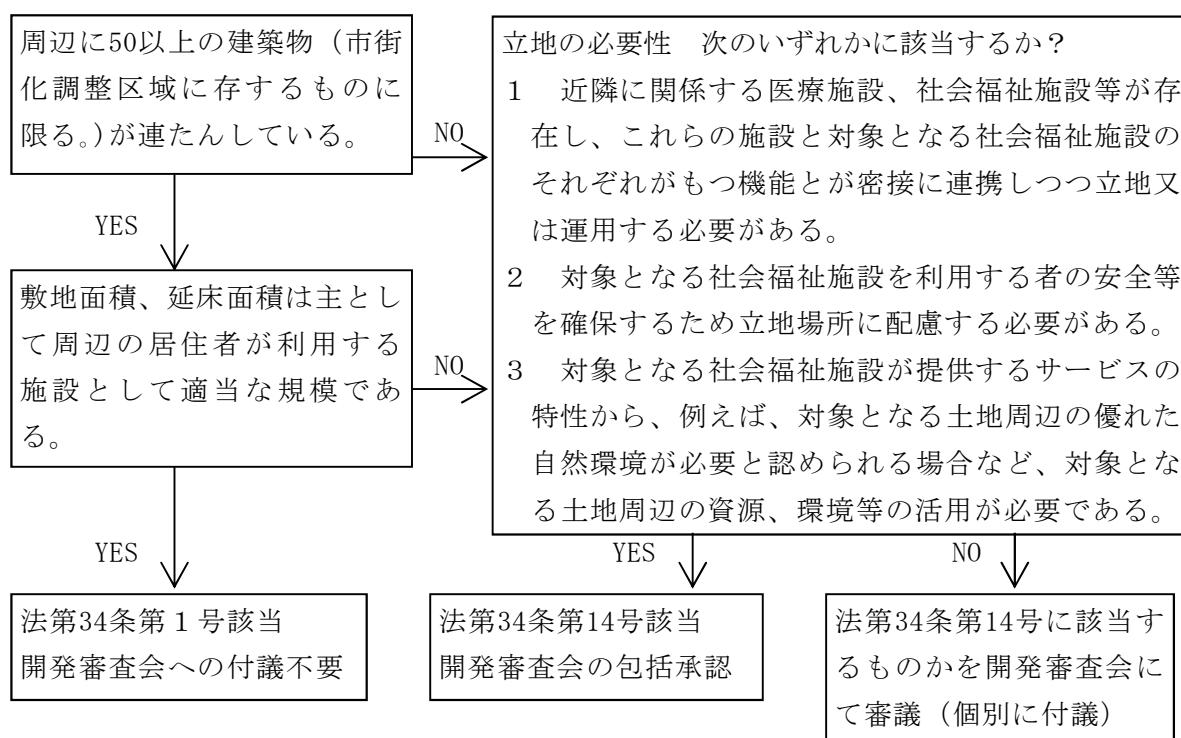 周辺に50以上の建築物（市街
化調整区域に存するものに
限る。）が連たんしている。
NO
YES
敷地面積、延床面積は主とし
て周辺の居住者が利用する
施設として適当な規模であ
る。
NO
YES
立地の必要性　次のいずれかに該当するか？
１　近隣に関係する医療施設、社会福祉施設等が存
在し、これらの施設と対象となる社会福祉施設の
それぞれがもつ機能とが密接に連携しつつ立地又
は運用する必要がある。
２　対象となる社会福祉施設を利用する者の安全等
を確保するため立地場所に配慮する必要がある。
３　対象となる社会福祉施設が提供するサービスの
特性から、例えば、対象となる土地周辺の優れた
自然環境が必要と認められる場合など、対象とな
る土地周辺の資源、環境等の活用が必要である。
YES
NO
法第34条第１号該当
開発審査会への付議不要
法第34条第14号該当
開発審査会の包括承認
法第34条第14号に該当す
るものかを開発審査会に
て審議（個別に付議）